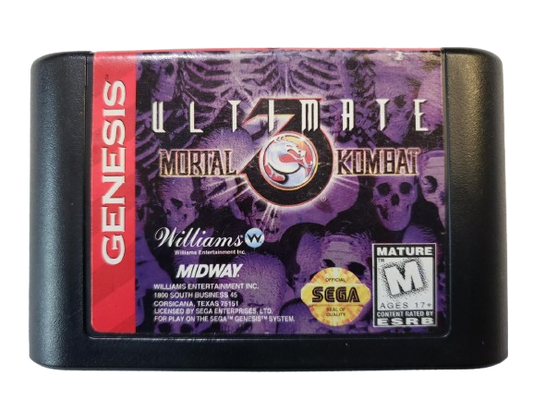 GENESIS
ULTIMATE
MORTAL 3 KOMBAT
Williams W
Williams Entertainment Inc.
MIDWAY
WILLIAMS ENTERTAINMENT INC.
1800 SOUTH BUSINESS 45
CORSICANA, TEXAS 75151
LICENSED BY SEGA ENTERPRISES, LTD.
FOR PLAY ON THE SEGA™ GENESIS™ SYSTEM.
OFFICIAL
SEGA
SEAL OF
QUALITY
MATURE
TM
M
AGES 17+
CONTENT RATED BY
ESRB